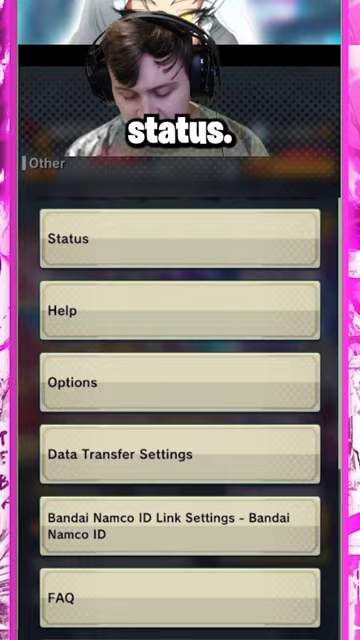 status.
Other
Status
Help
Options
Data Transfer Settings
Bandai Namco ID Link Settings - Bandai
Namco ID
FAQ